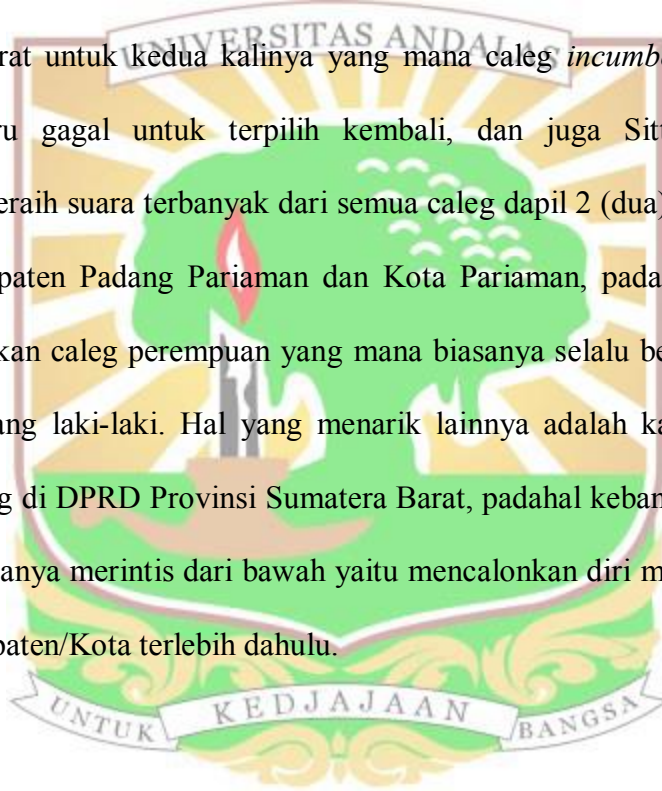 UNIVERSITAS ANDALAS
rat untuk kedua kalinya yang mana caleg incumb
u gagal untuk terpilih kembali, dan juga Sit
eraih suara terbanyak dari semua caleg dapil 2 (dua)
paten Padang Pariaman dan Kota Pariaman, pada
kan caleg perempuan yang mana biasanya selalu be
ang laki-laki. Hal yang menarik lainnya adalah ka
g di DPRD Provinsi Sumatera Barat, padahal keban
anya merintis dari bawah yaitu mencalonkan diri m
paten/Kota terlebih dahulu.
UNTUK KEDJAJAAN BANGSA